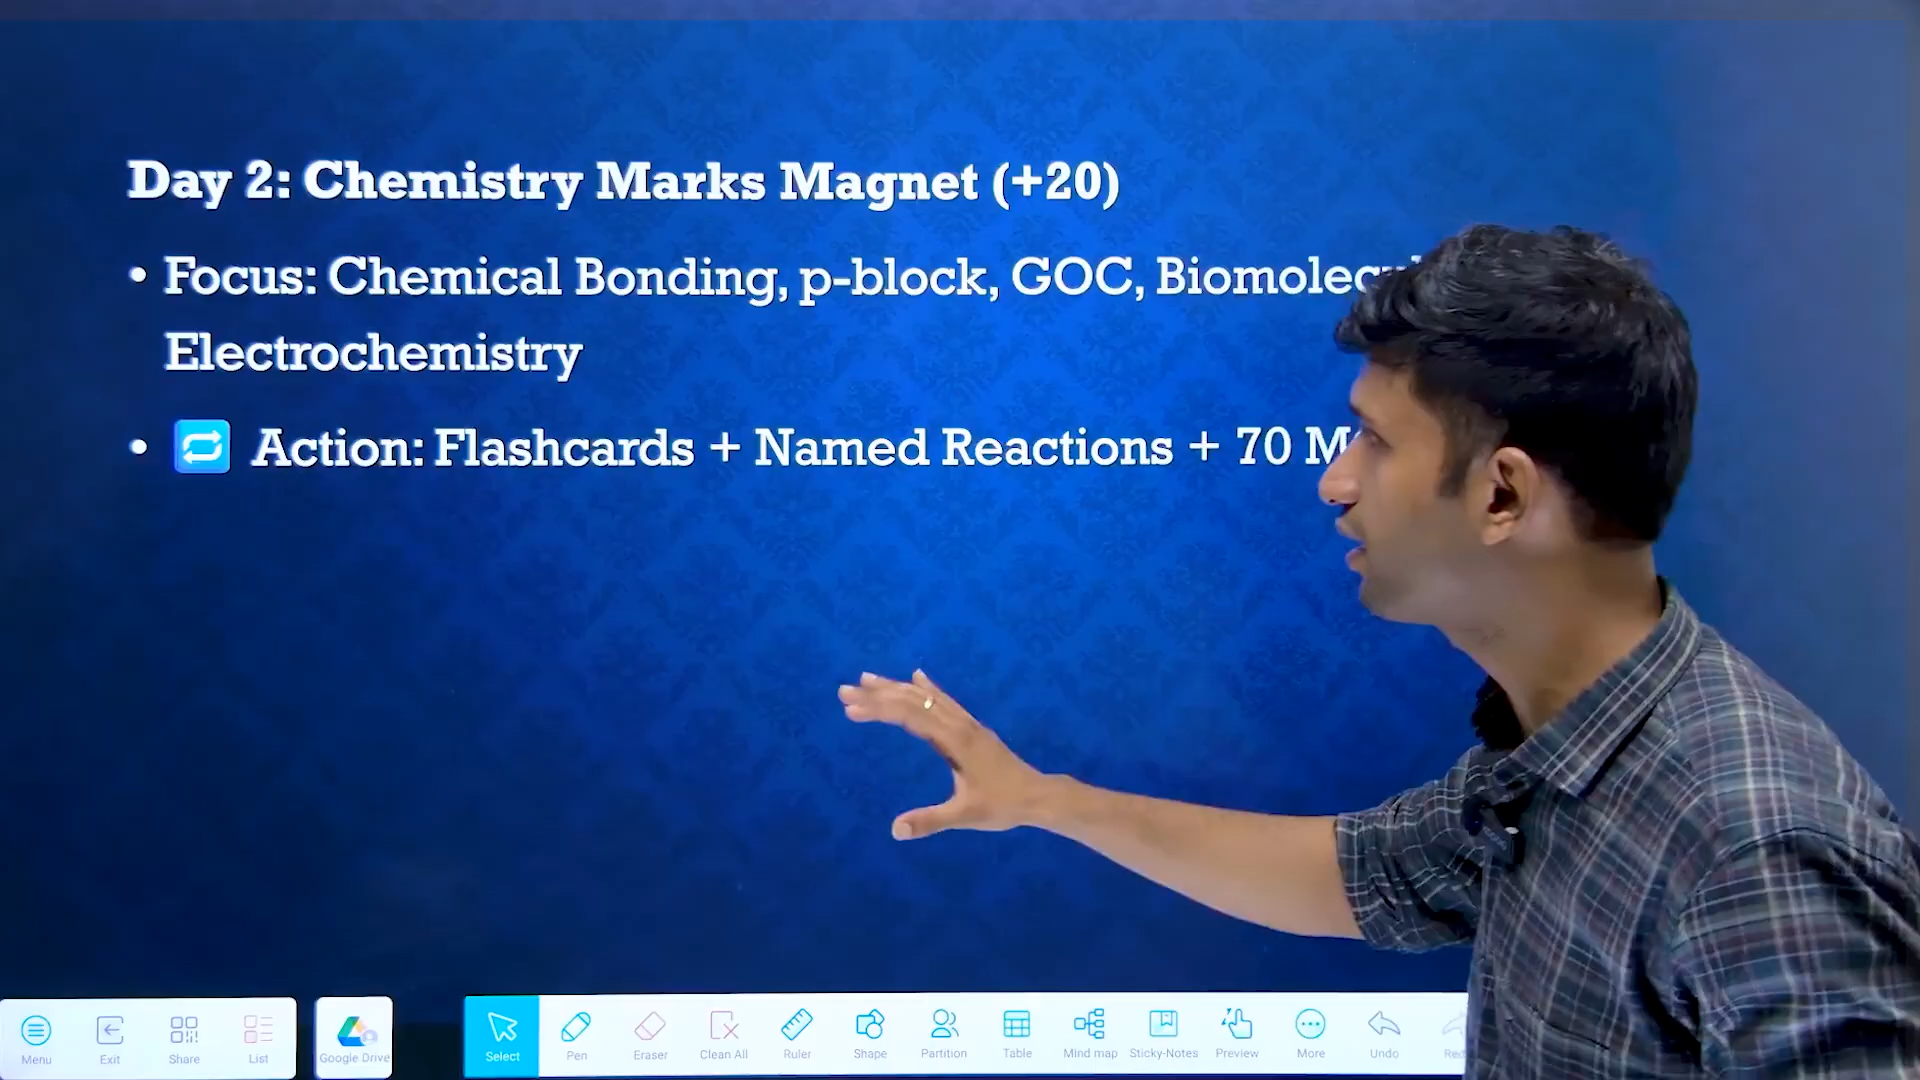 Day 2: Chemistry Marks Magnet (+20)
• Focus: Chemical Bonding, p-block, GOC,
Electrochemistry
• Action: Flashcards + Named Reactions + 70
Menu
Exit
Share
List
Google Drive
Select
Pen
Eraser
Clean All
Ruler
Shape
Partition
Table
Mind map
Sticky-Notes
Preview
More
Undo